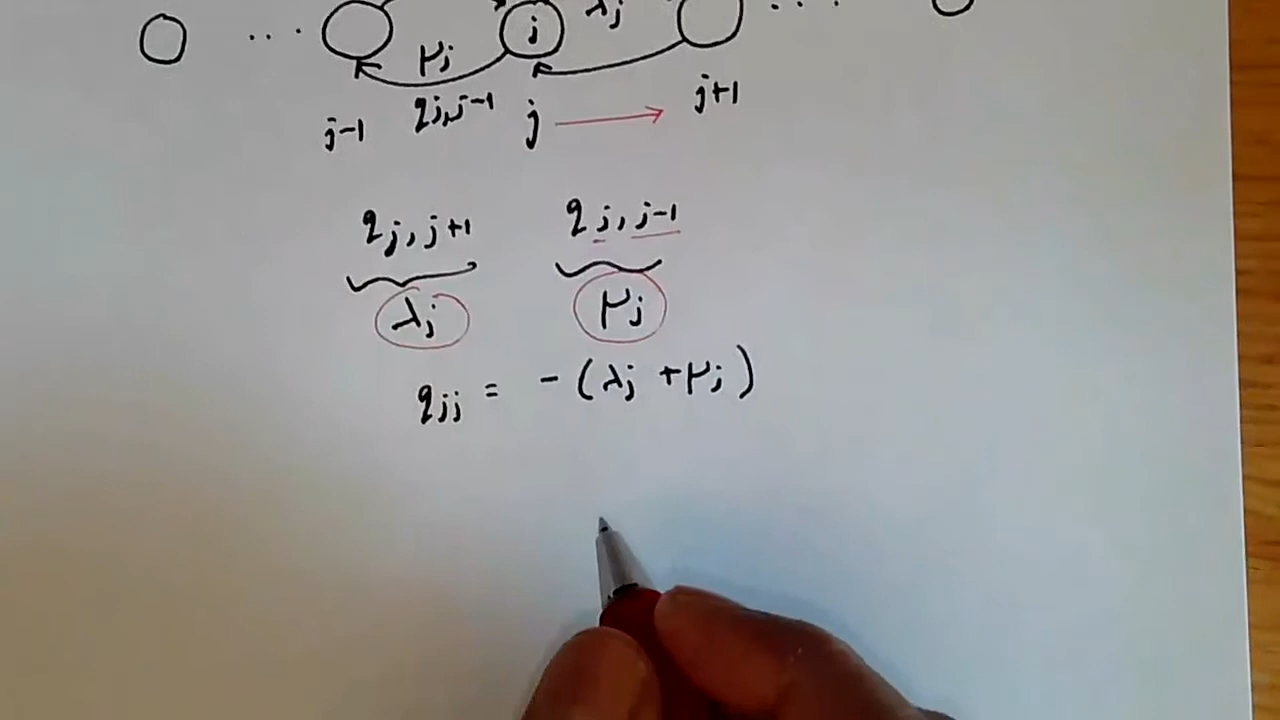 ... j λj ...
μj
j-1 qj,j-1 j → j+1
qj,j+1 qj,j-1
λj μj
qjj = -(λj + μj)